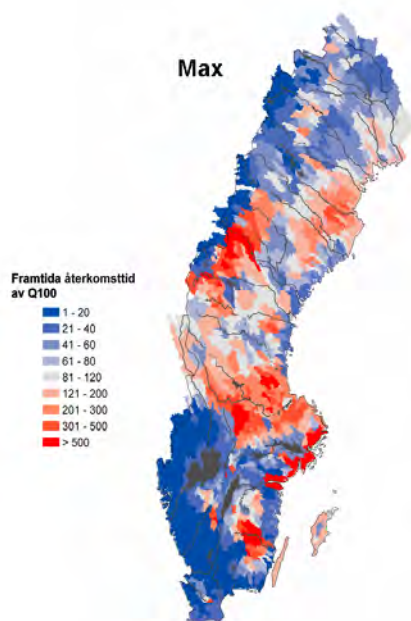 Max
Framtida återkomsttid
av Q100
1 - 20
21 - 40
41 - 60
61 - 80
81 - 120
121 - 200
201 - 300
301 - 500
> 500